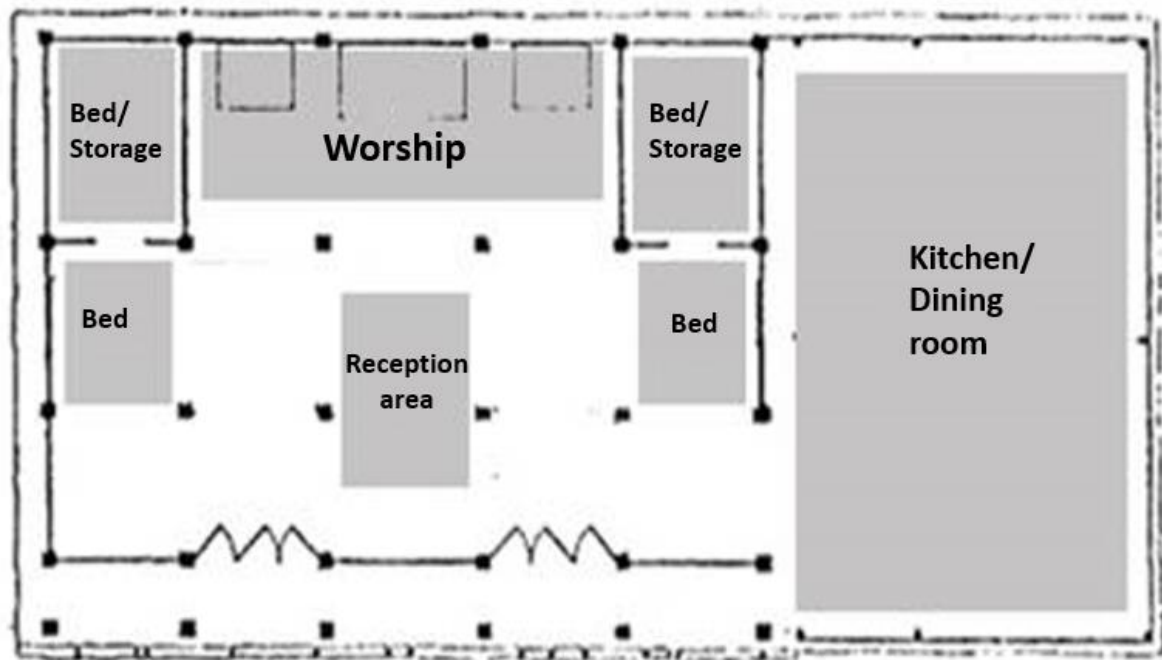 Bed/
Storage
Worship
Bed/
Storage
Bed
Reception
area
Bed
Kitchen/
Dining
room